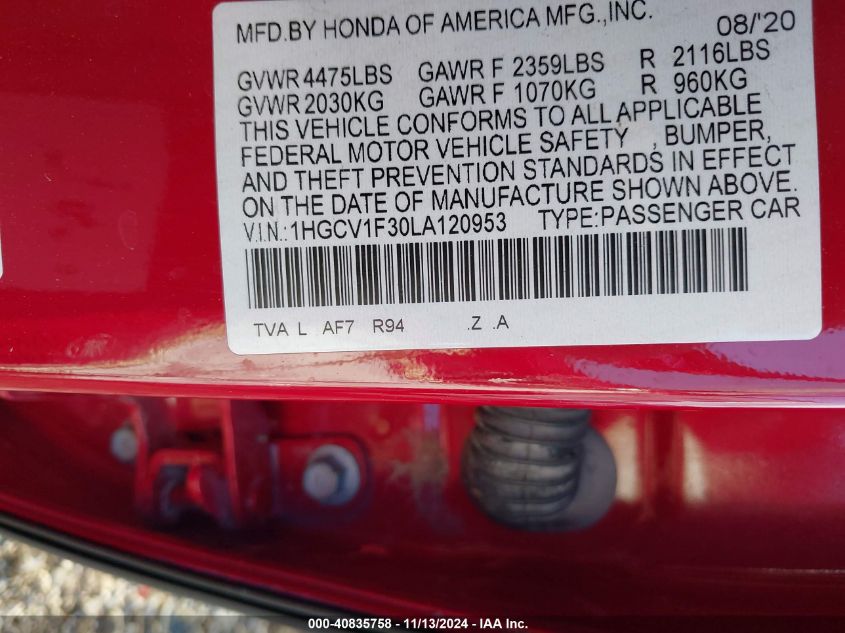 MFD.BY HONDA OF AMERICA MFG.,INC. 08/'20
GVWR 4475LBS GAWR F 2359LBS R 2116LBS
GVWR 2030KG GAWR F 1070KG R 960KG
THIS VEHICLE CONFORMS TO ALL APPLICABLE
FEDERAL MOTOR VEHICLE SAFETY , BUMPER,
AND THEFT PREVENTION STANDARDS IN EFFECT
ON THE DATE OF MANUFACTURE SHOWN ABOVE.
V.I.N.:1HGCV1F30LA120953 TYPE:PASSENGER CAR
TVA L AF7 R94 .Z .A
000-40835758 - 11/13/2024 - IAA Inc.